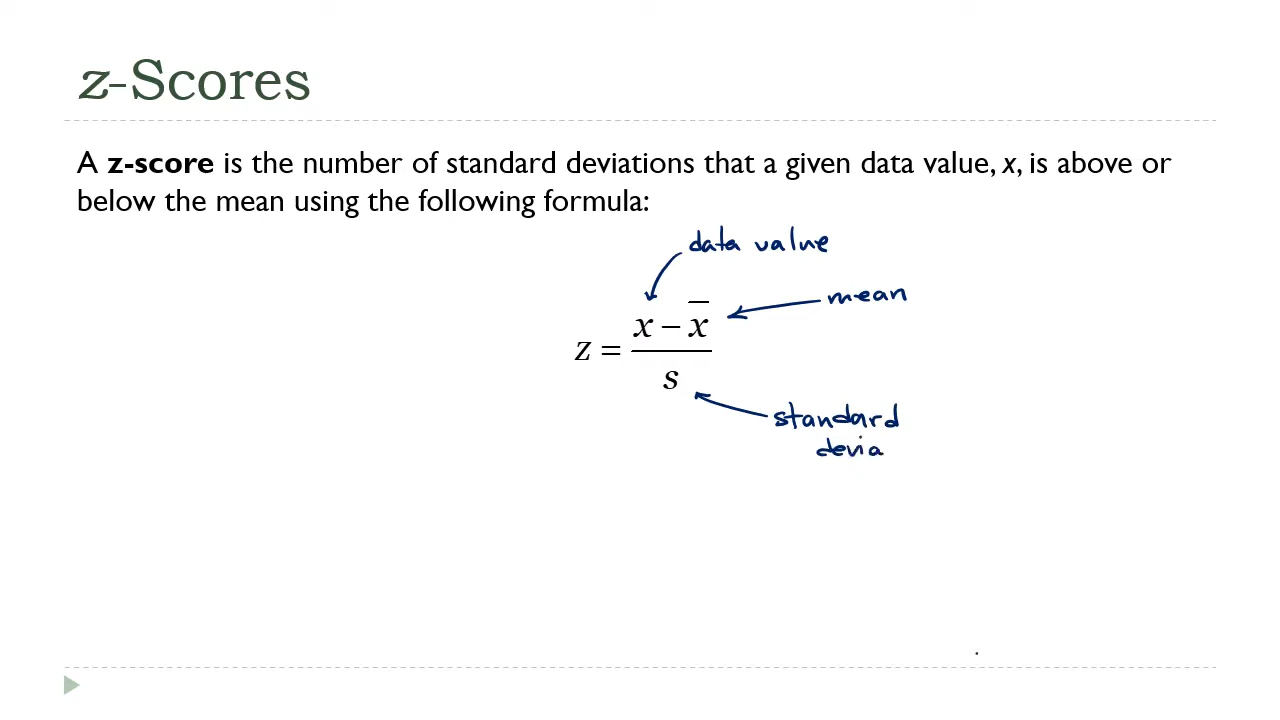 z-Scores
A z-score is the number of standard deviations that a given data value, x, is above or
below the mean using the following formula:
data value
mean
z = (x − x̄) / s
standard
devia